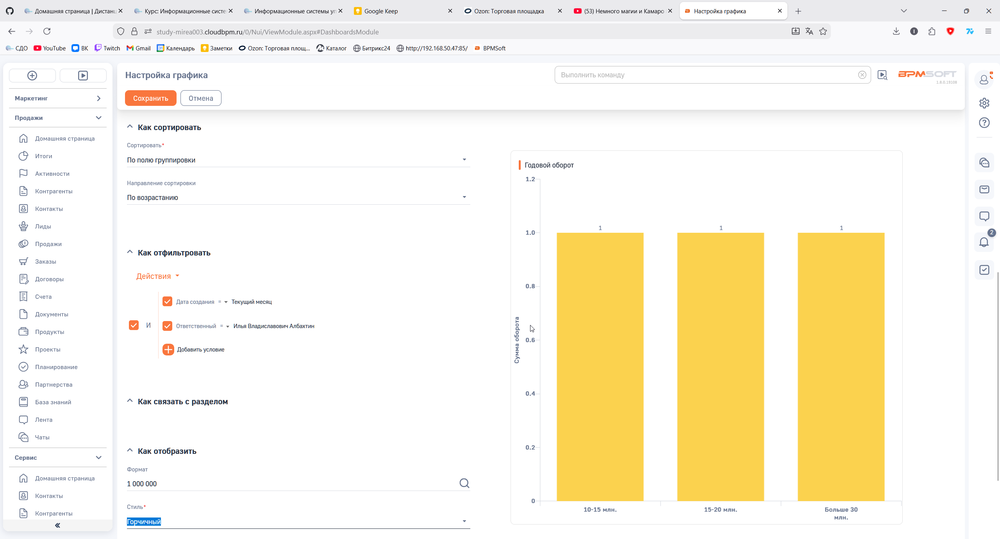 Домашняя страница | Дистанц
Курс: Информационные систе
Информационные системы уп
Google Keep
Ozon: Торговая площадка
(53) Немного магии и Камаро
Настройка графика
study-mirea003.cloudbpm.ru/0/Nui/ViewModule.aspx#DashboardsModule
СДО
YouTube
ВК
Twitch
Gmail
31
Календарь
Заметки
Ozon: Торговая площ...
Каталог
Битрикс24
http://192.168.50.47:85/
BPMSoft
Настройка графика
Выполнить команду
BPMSOFT
1.8.0.19108
Сохранить
Отмена
Маркетинг
Продажи
Домашняя страница
Итоги
Активности
Контрагенты
Контакты
Лиды
Продажи
Заказы
Договоры
Счета
Документы
Продукты
Проекты
Планирование
Партнерства
База знаний
Лента
Чаты
Сервис
Домашняя страница
Контакты
Контрагенты
Как сортировать
Сортировать*
По полю группировки
Направление сортировки
По возрастанию
Как отфильтровать
Действия
Дата создания = Текущий месяц
И
Ответственный = Илья Владиславович Албахтин
Добавить условие
Как связать с разделом
Как отобразить
Формат
1 000 000
Стиль*
Горчичный
Годовой оборот
1.2
1.0
0.8
0.6
0.4
0.2
0
Сумма оборота
1
1
1
10-15 млн.
15-20 млн.
Больше 30
млн.
2